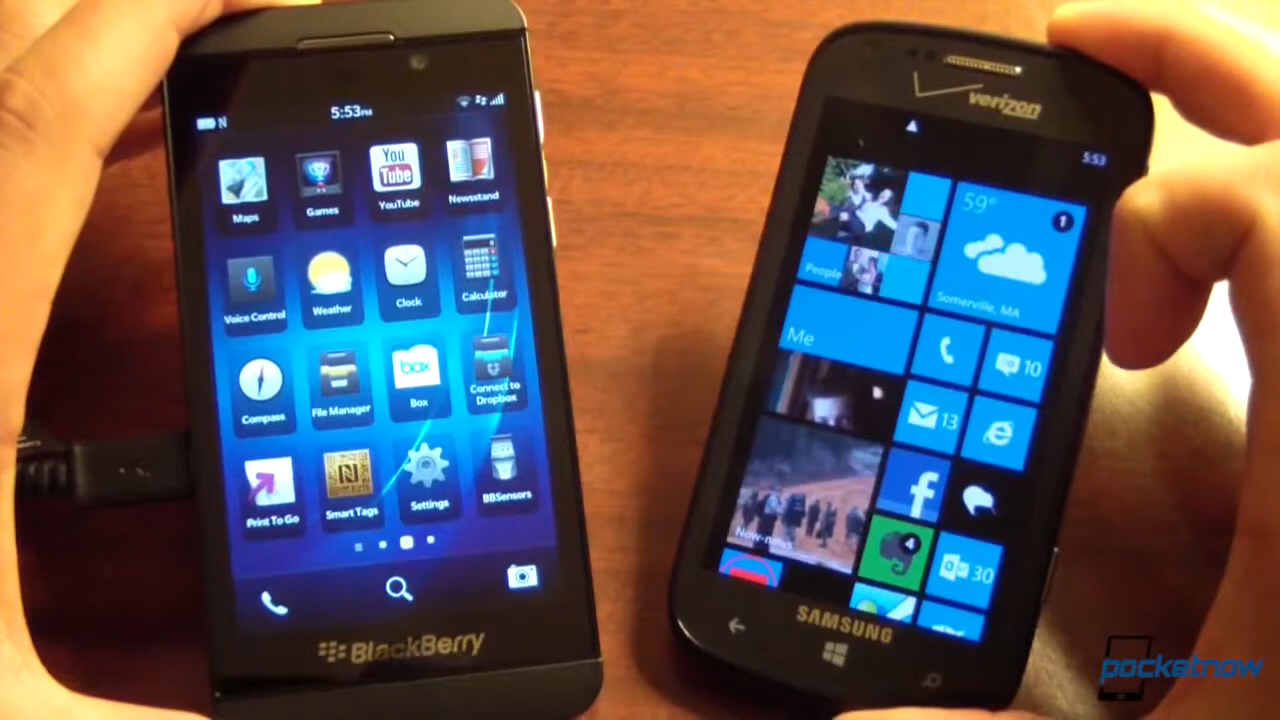 5:53PM
N
Maps
Games
You
Tube
YouTube
Newsstand
Voice Control
Weather
Clock
Calculator
Compass
File Manager
box
Box
Connect to
Dropbox
Print To Go
Smart Tags
Settings
BBSensors
BlackBerry
verizon
5:53
People
59°
1
Somerville, MA
Me
10
13
f
Now-news
4
30
SAMSUNG
pocketnow